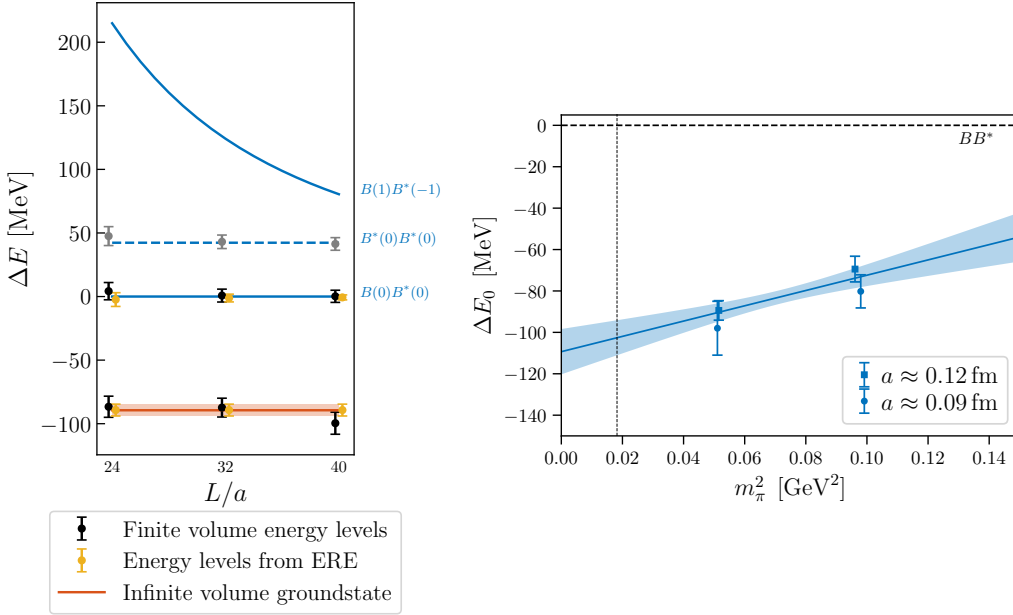 200
150
100
50
0
−50
−100
ΔE [MeV]
24
32
40
L/a
B(1)B*(−1)
B*(0)B*(0)
B(0)B*(0)
Finite volume energy levels
Energy levels from ERE
Infinite volume groundstate
0
−20
−40
−60
−80
−100
−120
−140
ΔE₀ [MeV]
BB*
a ≈ 0.12 fm
a ≈ 0.09 fm
0.00
0.02
0.04
0.06
0.08
0.10
0.12
0.14
m²_π [GeV²]